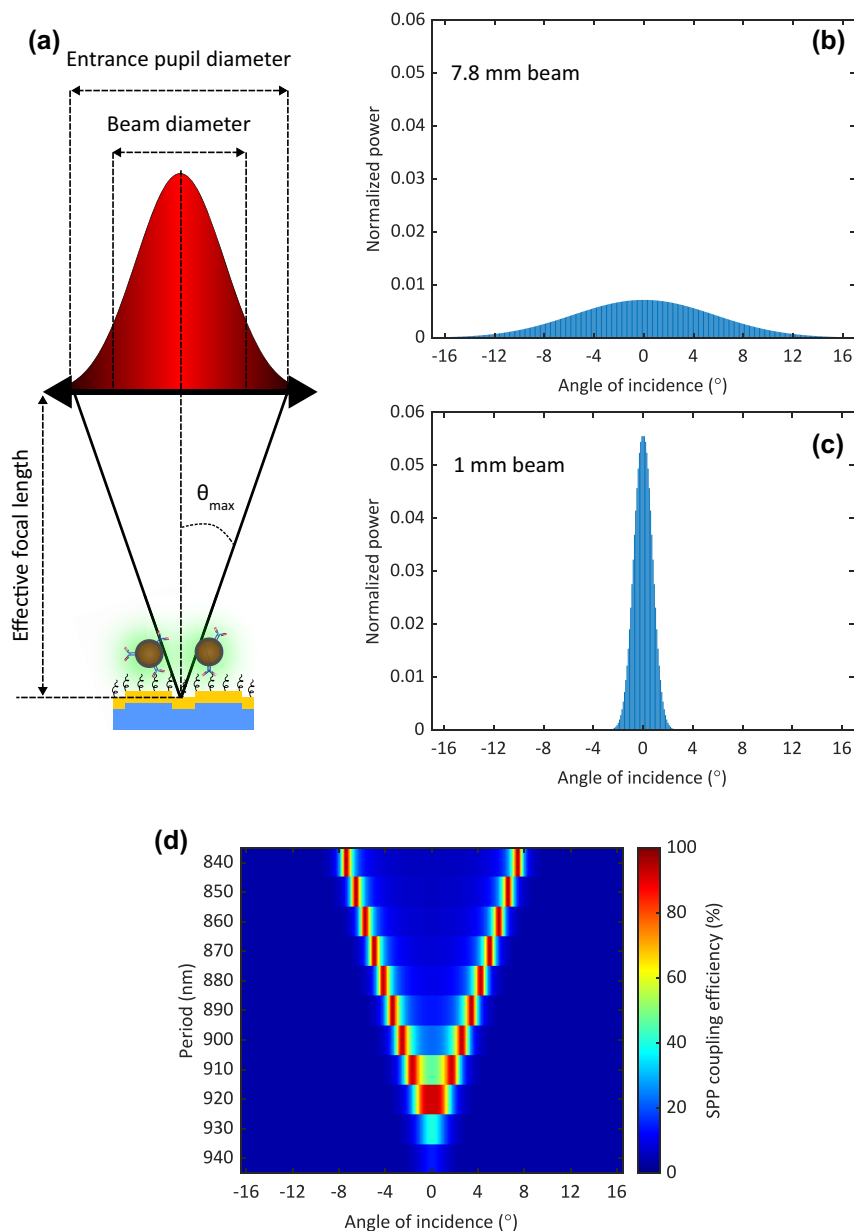 (a)
Entrance pupil diameter
Beam diameter
Effective focal length
θmax
(b)
7.8 mm beam
Normalized power
0.06
0.05
0.04
0.03
0.02
0.01
0
-16 -12 -8 -4 0 4 8 12 16
Angle of incidence (°)
(c)
1 mm beam
Normalized power
0.06
0.05
0.04
0.03
0.02
0.01
0
-16 -12 -8 -4 0 4 8 12 16
Angle of incidence (°)
(d)
Period (nm)
840
850
860
870
880
890
900
910
920
930
940
-16 -12 -8 -4 0 4 8 12 16
Angle of incidence (°)
100
80
60
40
20
0
SPP coupling efficiency (%)